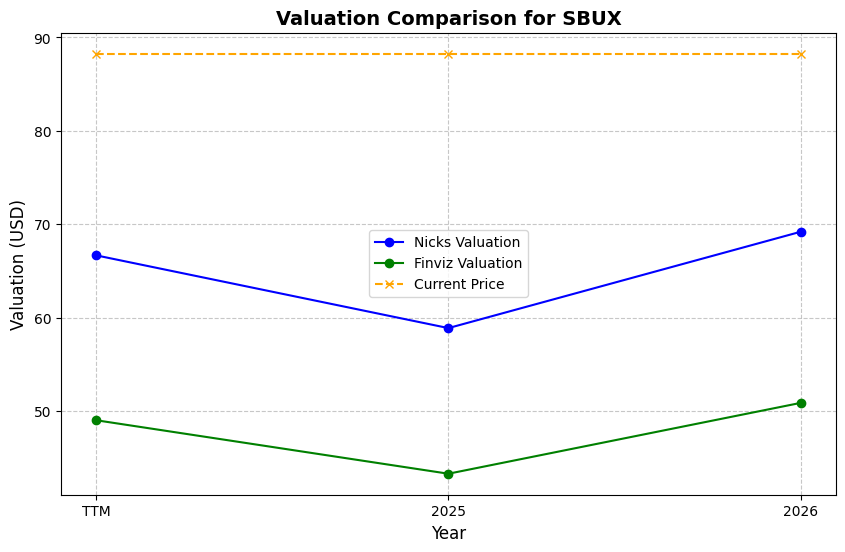 Valuation Comparison for SBUX
90
80
70
60
50
Valuation (USD)
Nicks Valuation
Finviz Valuation
Current Price
TTM
2025
2026
Year